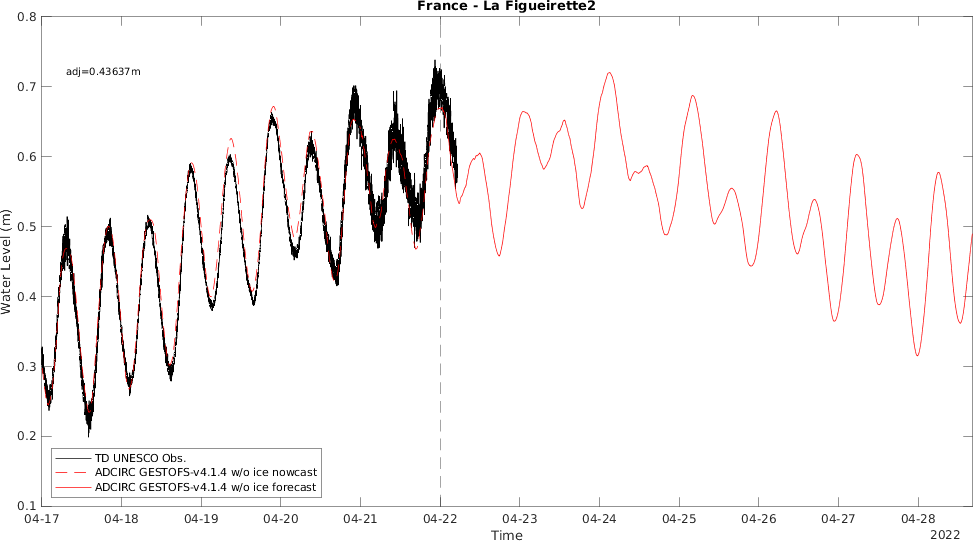 France - La Figueirette2
0.8
0.7
0.6
0.5
0.4
0.3
0.2
0.1
Water Level (m)
adj=0.43637m
TD UNESCO Obs.
ADCIRC GESTOFS-v4.1.4 w/o ice nowcast
ADCIRC GESTOFS-v4.1.4 w/o ice forecast
04-17 04-18 04-19 04-20 04-21 04-22 04-23 04-24 04-25 04-26 04-27 04-28
Time
2022